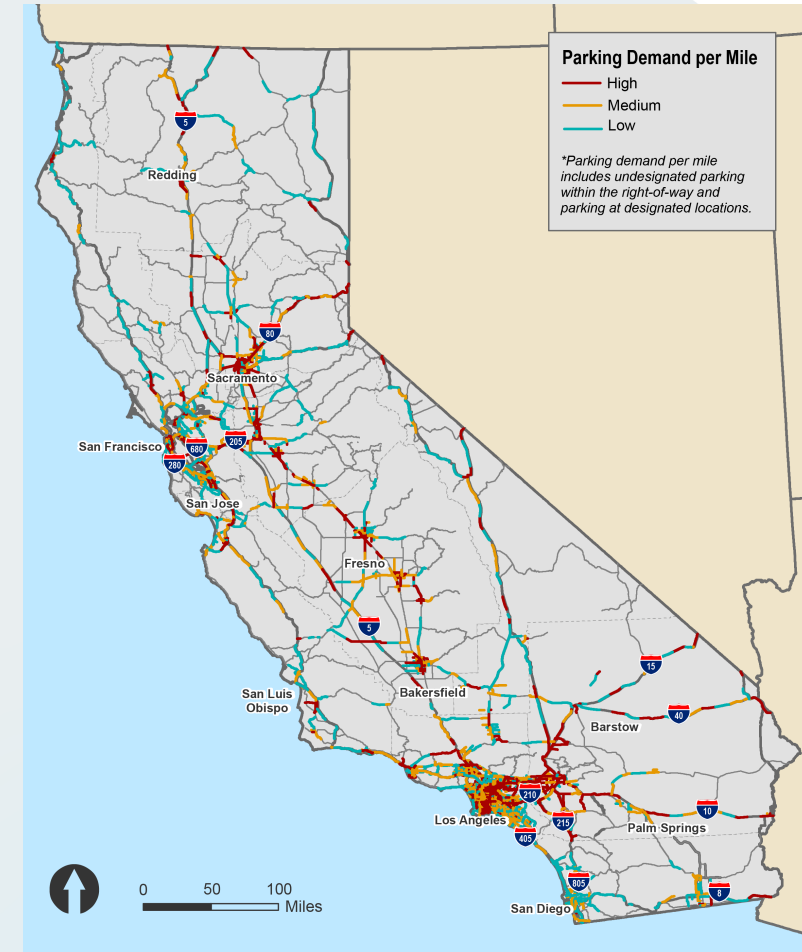 Parking Demand per Mile
High
Medium
Low
*Parking demand per mile
includes undesignated parking
within the right-of-way and
parking at designated locations.
5
Redding
80
Sacramento
San Francisco
680
205
280
San Jose
Fresno
5
15
San Luis
Obispo
Bakersfield
40
Barstow
210
10
Los Angeles
215
Palm Springs
405
805
8
San Diego
0 50 100
Miles